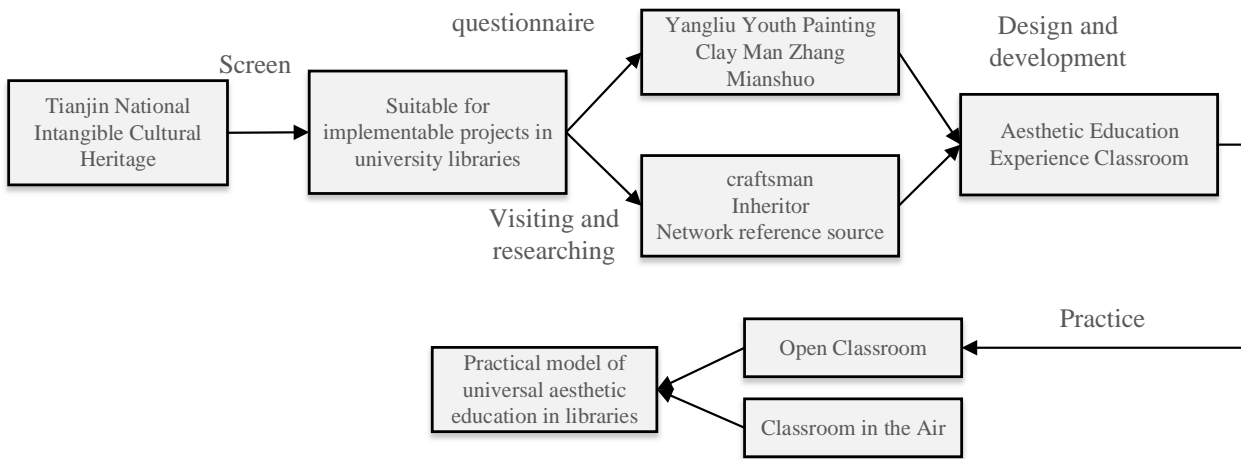 Screen
Tianjin National
Intangible Cultural
Heritage
Suitable for
implementable projects in
university libraries
questionnaire
Yangliu Youth Painting
Clay Man Zhang
Mianshuo
Visiting and
researching
craftsman
Inheritor
Network reference source
Design and
development
Aesthetic Education
Experience Classroom
Practice
Open Classroom
Classroom in the Air
Practical model of
universal aesthetic
education in libraries